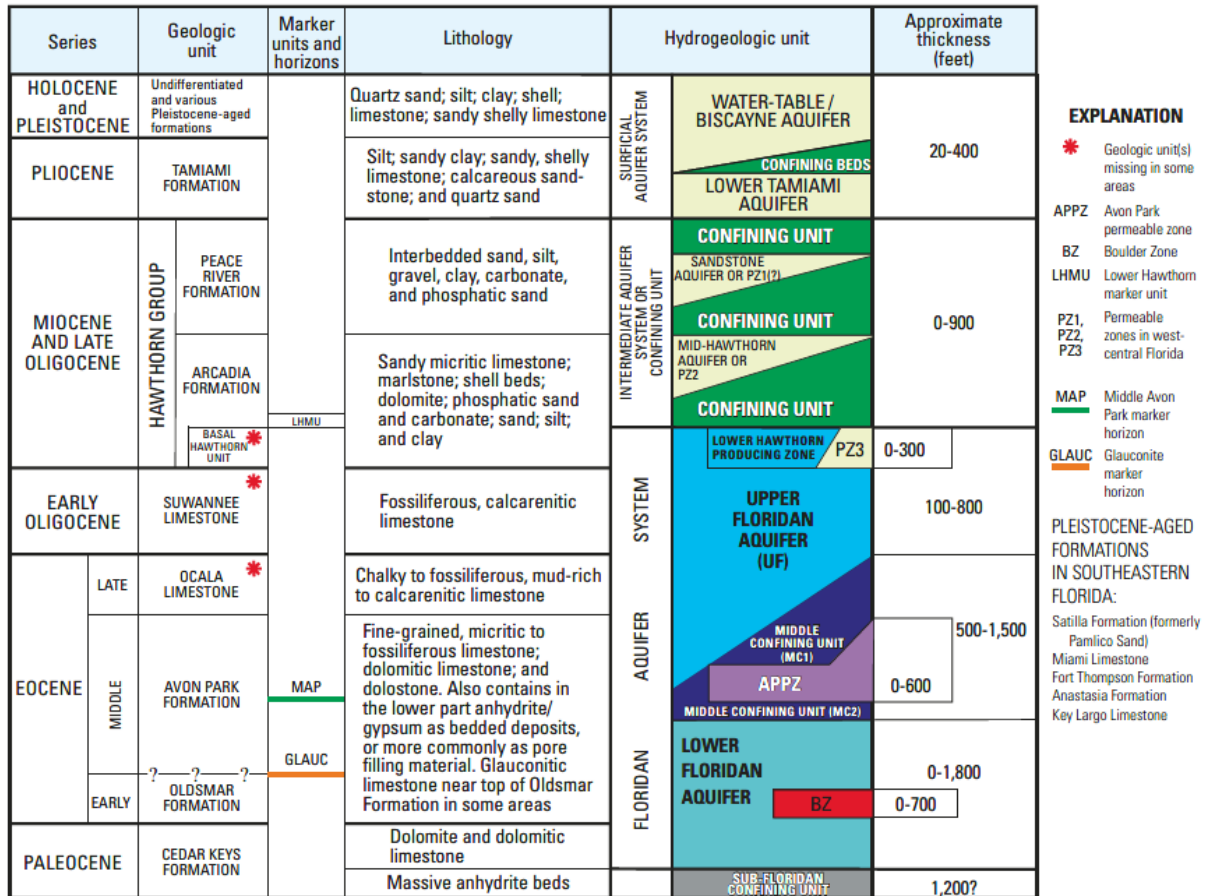 Series
Geologic
unit
Marker
units and
horizons
Lithology
Hydrogeologic unit
Approximate
thickness
(feet)
HOLOCENE
and
PLEISTOCENE
Undifferentiated
and various
Pleistocene-aged
formations
Quartz sand; silt; clay; shell;
limestone; sandy shelly limestone
SURFICIAL
AQUIFER SYSTEM
WATER-TABLE /
BISCAYNE AQUIFER
CONFINING BEDS
LOWER TAMIAMI
AQUIFER
20-400
PLIOCENE
TAMIAMI
FORMATION
Silt; sandy clay; sandy, shelly
limestone; calcareous sand-
stone; and quartz sand
MIOCENE
AND LATE
OLIGOCENE
HAWTHORN GROUP
PEACE
RIVER
FORMATION
Interbedded sand, silt,
gravel, clay, carbonate,
and phosphatic sand
INTERMEDIATE AQUIFER
SYSTEM OR
CONFINING UNIT
CONFINING UNIT
SANDSTONE
AQUIFER OR PZ1(?)
CONFINING UNIT
MID-HAWTHORN
AQUIFER OR
PZ2
CONFINING UNIT
0-900
ARCADIA
FORMATION
LHMU
BASAL
HAWTHORN
UNIT
Sandy micritic limestone;
marlstone; shell beds;
dolomite; phosphatic sand
and carbonate; sand; silt;
and clay
FLORIDAN AQUIFER SYSTEM
LOWER HAWTHORN
PRODUCING ZONE
PZ3
0-300
EARLY
OLIGOCENE
SUWANNEE
LIMESTONE
Fossiliferous, calcarenitic
limestone
UPPER
FLORIDAN
AQUIFER
(UF)
100-800
EOCENE
LATE
OCALA
LIMESTONE
Chalky to fossiliferous, mud-rich
to calcarenitic limestone
MIDDLE
AVON PARK
FORMATION
MAP
GLAUC
Fine-grained, micritic to
fossiliferous limestone;
dolomitic limestone; and
dolostone. Also contains in
the lower part anhydrite/
gypsum as bedded deposits,
or more commonly as pore
filling material. Glauconitic
limestone near top of Oldsmar
Formation in some areas
MIDDLE
CONFINING UNIT
(MC1)
500-1,500
APPZ
0-600
MIDDLE CONFINING UNIT (MC2)
? ? ?
EARLY
OLDSMAR
FORMATION
LOWER
FLORIDAN
AQUIFER
0-1,800
BZ
0-700
PALEOCENE
CEDAR KEYS
FORMATION
Dolomite and dolomitic
limestone
Massive anhydrite beds
SUB-FLORIDAN
CONFINING UNIT
1,200?
EXPLANATION
Geologic unit(s)
missing in some
areas
APPZ Avon Park
permeable zone
BZ Boulder Zone
LHMU Lower Hawthorn
marker unit
PZ1, Permeable
PZ2, zones in west-
PZ3 central Florida
MAP Middle Avon
Park marker
horizon
GLAUC Glauconite
marker
horizon
PLEISTOCENE-AGED
FORMATIONS
IN SOUTHEASTERN
FLORIDA:
Satilla Formation (formerly
Pamlico Sand)
Miami Limestone
Fort Thompson Formation
Anastasia Formation
Key Largo Limestone